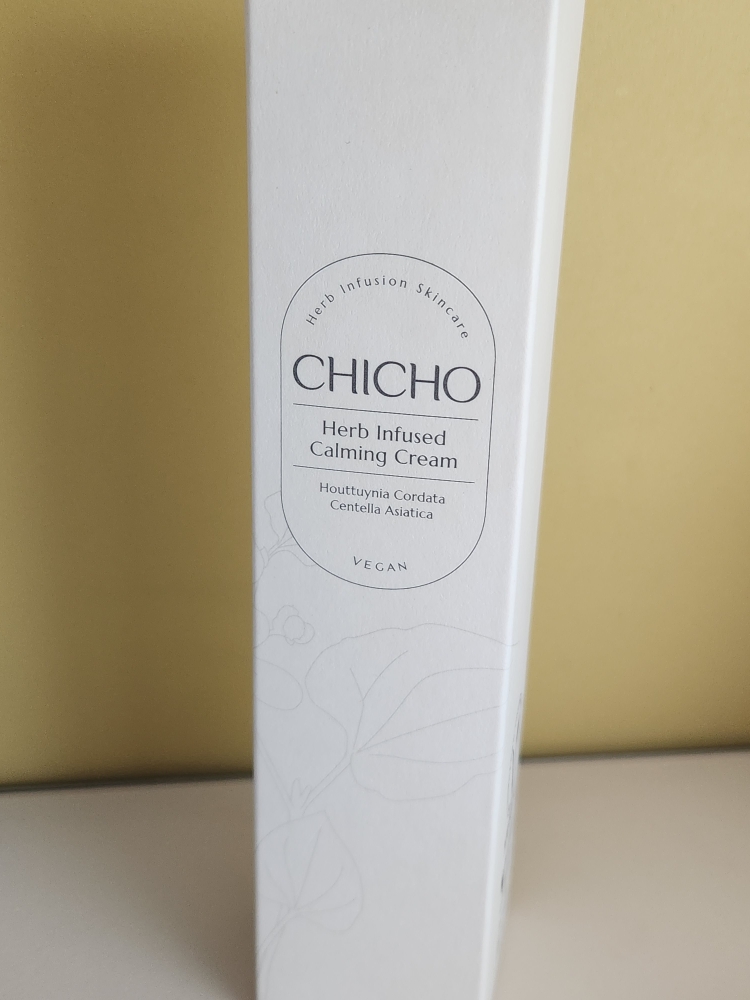 Herb Infusion Skincare
CHICHO
Herb Infused
Calming Cream
Houttuynia Cordata
Centella Asiatica
VEGAN